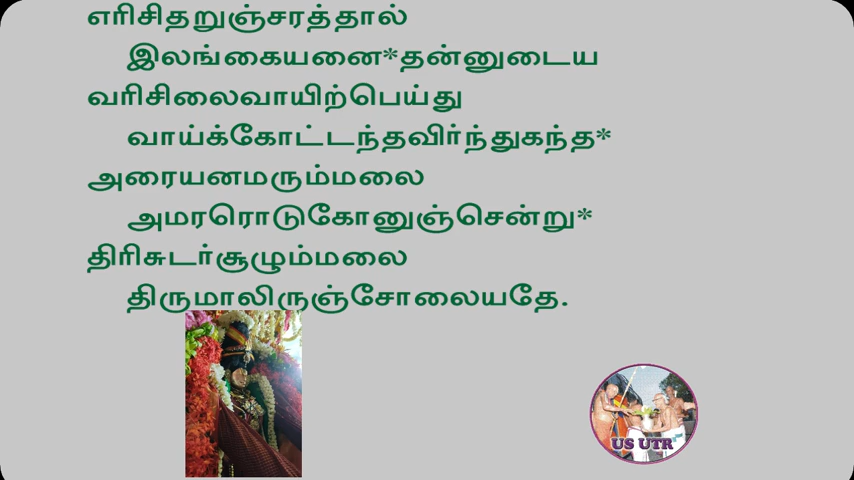 எரிசிதறுஞ்சரத்தால்
இலங்கையனை*தன்னுடைய
வரிசிலைவாயிற்பெய்து
வாய்க்கோட்டந்தவிர்ந்துகந்த*
அரையனமரும்மலை
அமரரொடுகோனுஞ்சென்று*
திரிசுடர்சூழும்மலை
திருமாலிருஞ்சோலையதே.
US UTR